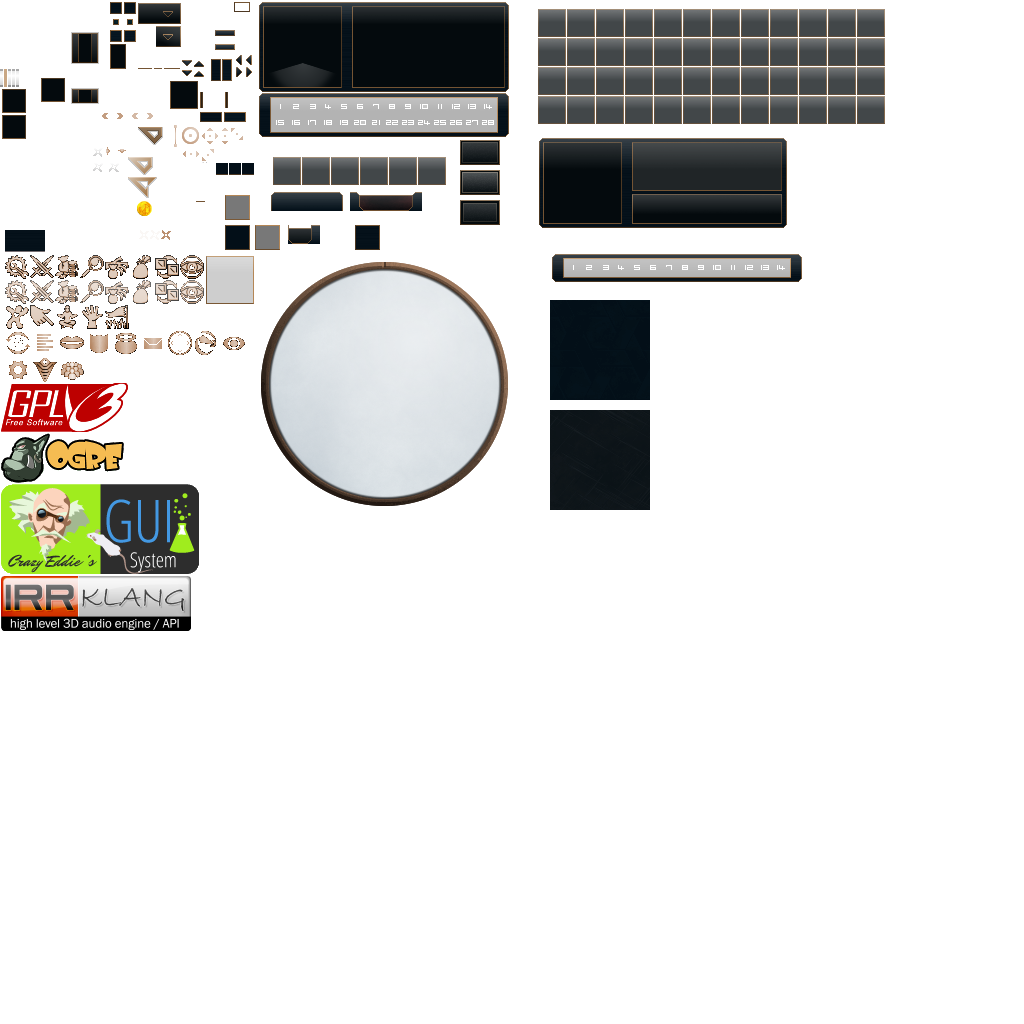 1 2 3 4 5 6 7 8 9 10 11 12 13 14
15 16 17 18 19 20 21 22 23 24 25 26 27 28
1 2 3 4 5 6 7 8 9 10 11 12 13 14
GPLv3
Free Software
OGRE
GUI
Crazy Eddie's System
IRR KLANG
high level 3D audio engine / API